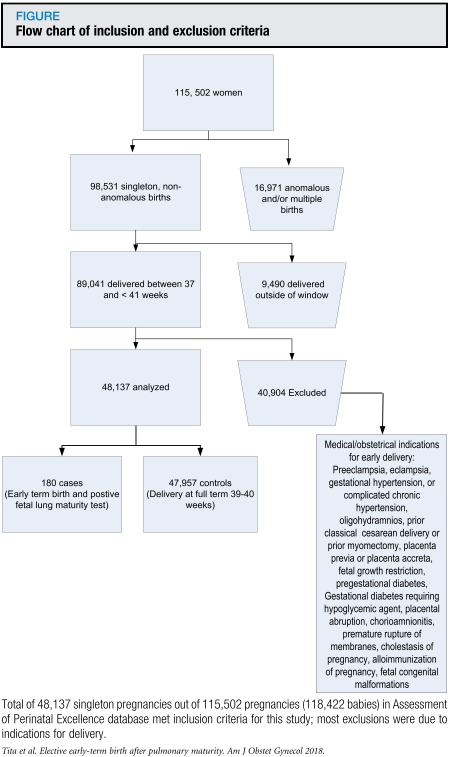 FIGURE
Flow chart of inclusion and exclusion criteria
115, 502 women
98,531 singleton, non-
anomalous births
16,971 anomalous
and/or multiple
births
89,041 delivered between 37
and < 41 weeks
9,490 delivered
outside of window
48,137 analyzed
40,904 Excluded
180 cases
(Early term birth and postive
fetal lung maturity test)
47,957 controls
(Delivery at full term 39-40
weeks)
Medical/obstetrical indications
for early delivery:
Preeclampsia, eclampsia,
gestational hypertension, or
complicated chronic
hypertension,
oligohydramnios, prior
classical cesarean delivery or
prior myomectomy, placenta
previa or placenta accreta,
fetal growth restriction,
pregestational diabetes,
Gestational diabetes requiring
hypoglycemic agent, placental
abruption, chorioamnionitis,
premature rupture of
membranes, cholestasis of
pregnancy, alloimmunization
of pregnancy, fetal congenital
malformations
Total of 48,137 singleton pregnancies out of 115,502 pregnancies (118,422 babies) in Assessment
of Perinatal Excellence database met inclusion criteria for this study; most exclusions were due to
indications for delivery.
Tita et al. Elective early-term birth after pulmonary maturity. Am J Obstet Gynecol 2018.